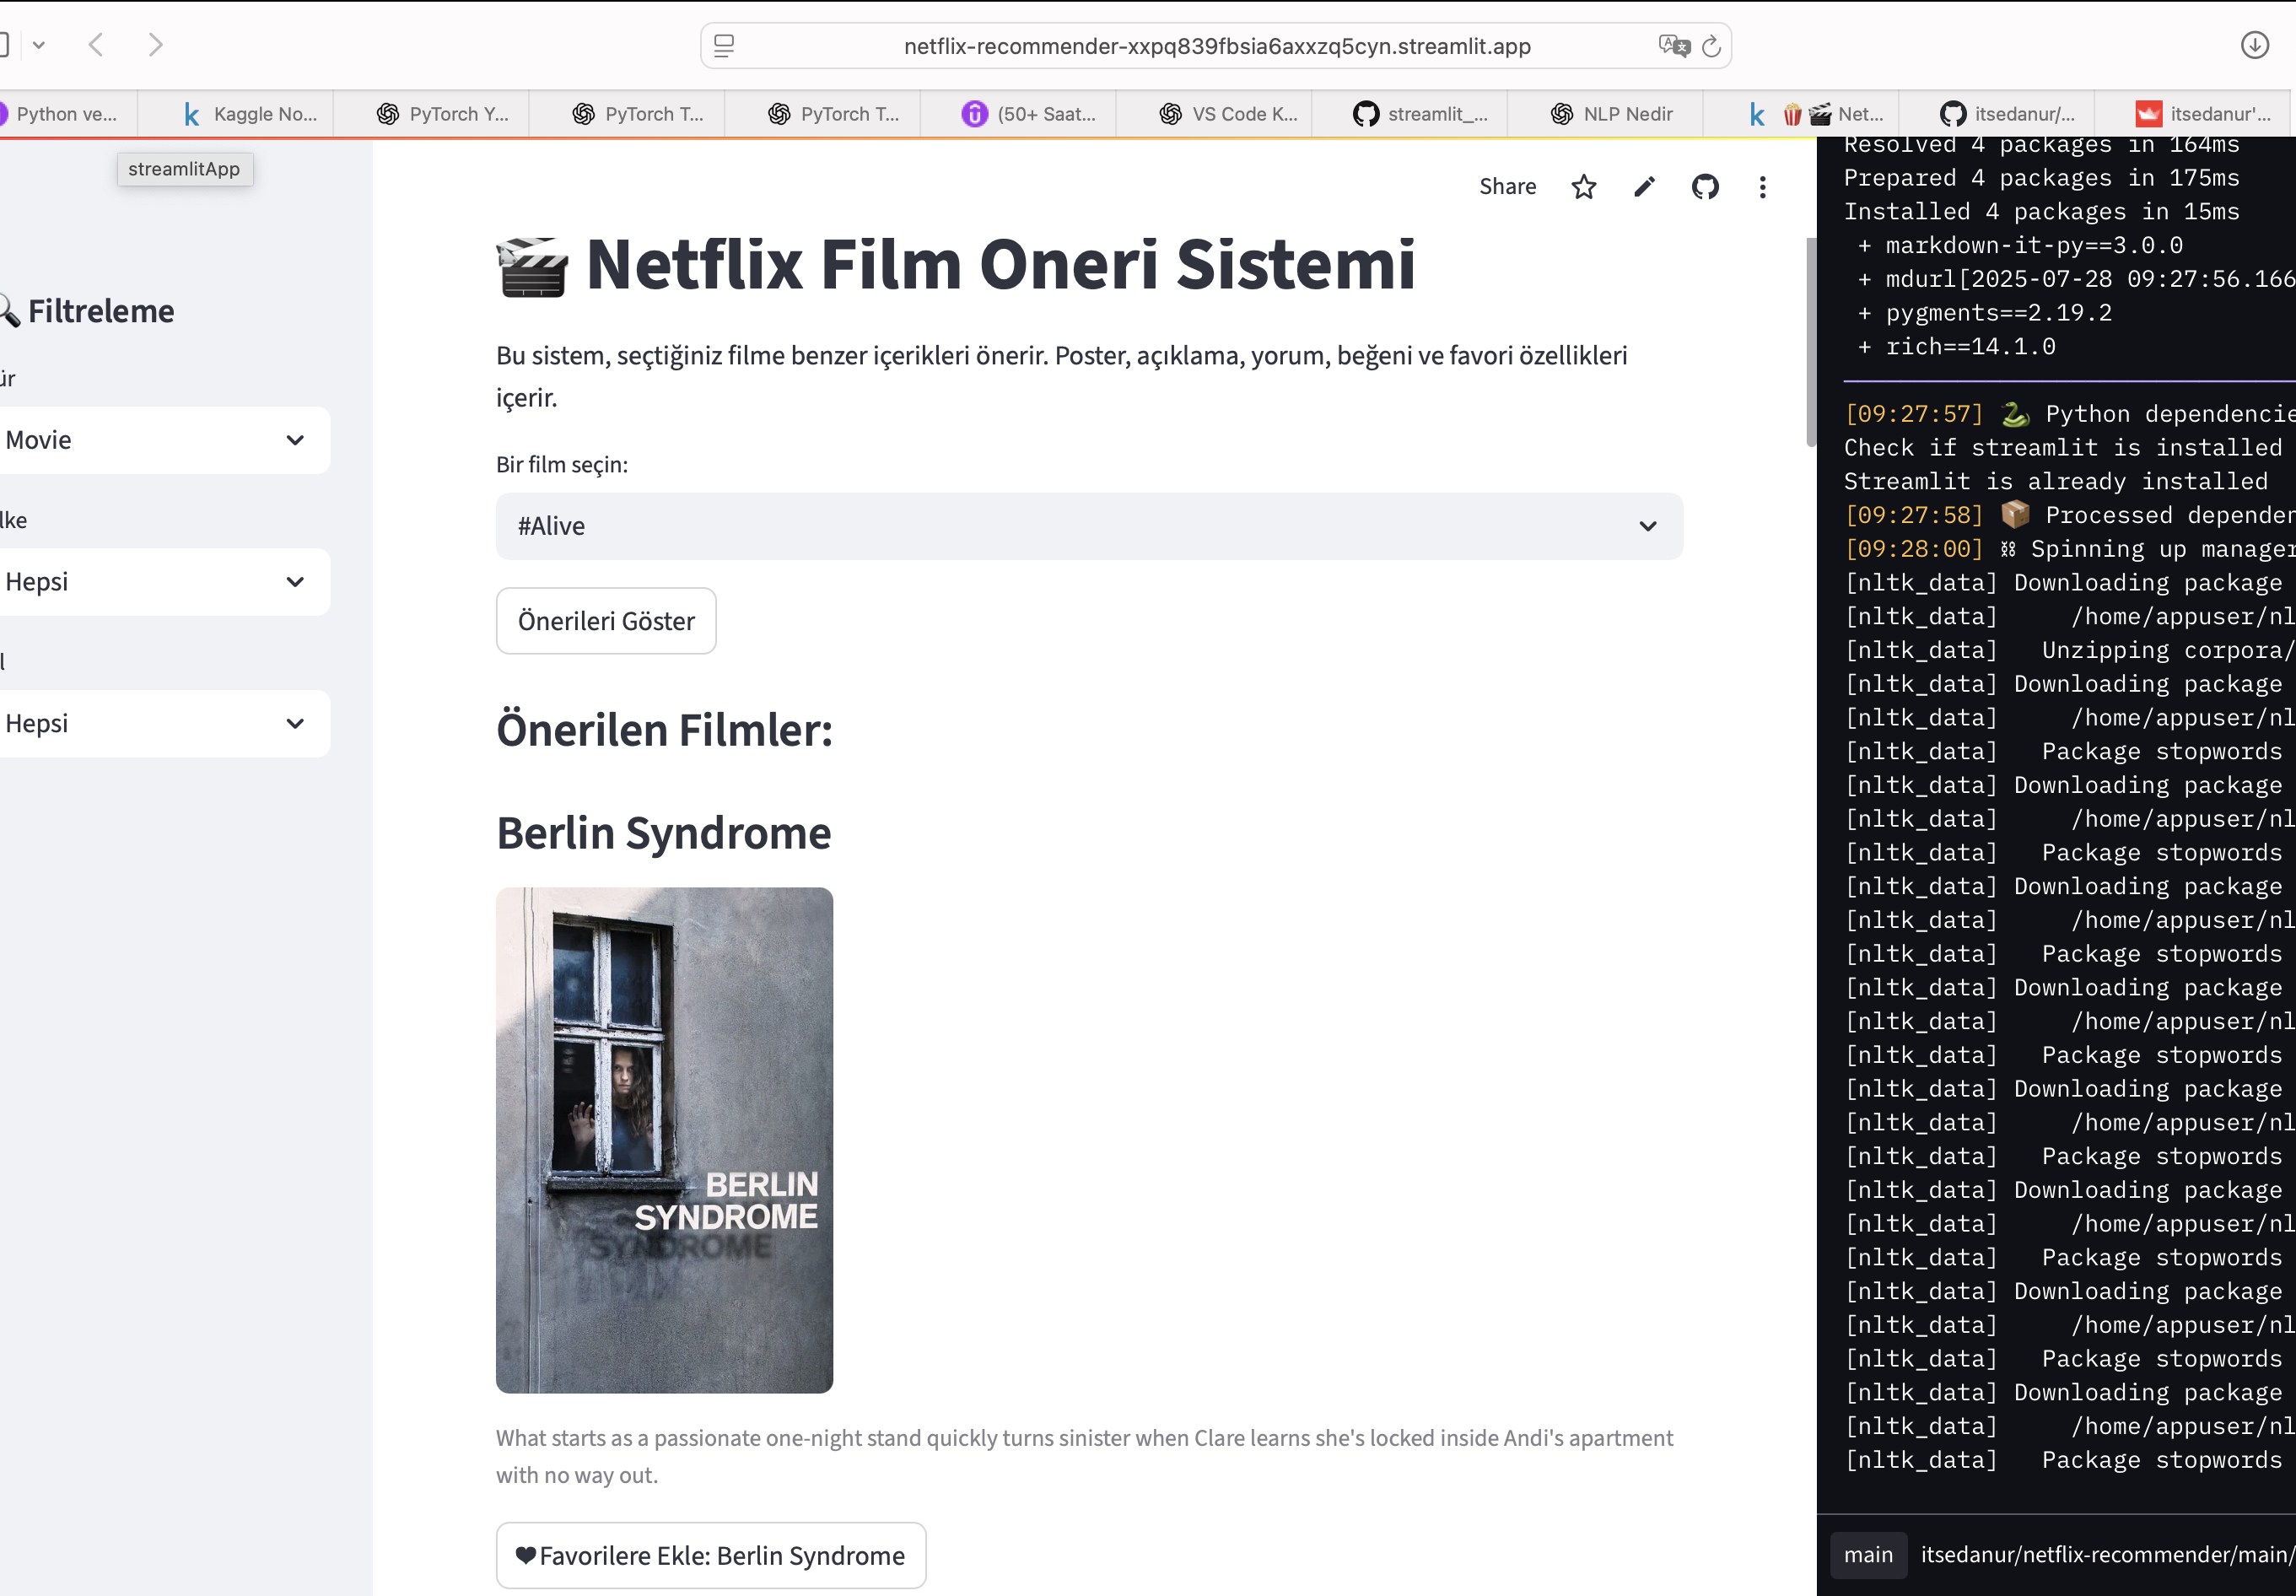 netflix-recommender-xxpq839fbsia6axxzq5cyn.streamlit.app
Python ve...
Kaggle No...
PyTorch Y...
PyTorch T...
PyTorch T...
(50+ Saat...
VS Code K...
streamlit_...
NLP Nedir
Net...
itsedanur/...
itsedanur'...
streamlitApp
Filtreleme
Movie
Hepsi
Hepsi
Share
Netflix Film Oneri Sistemi
Bu sistem, seçtiğiniz filme benzer içerikleri önerir. Poster, açıklama, yorum, beğeni ve favori özellikleri
içerir.
Bir film seçin:
#Alive
Önerileri Göster
Önerilen Filmler:
Berlin Syndrome
BERLIN
SYNDROME
What starts as a passionate one-night stand quickly turns sinister when Clare learns she's locked inside Andi's apartment
with no way out.
Favorilere Ekle: Berlin Syndrome
Resolved 4 packages in 164ms
Prepared 4 packages in 175ms
Installed 4 packages in 15ms
+ markdown-it-py==3.0.0
+ mdurl[2025-07-28 09:27:56.166
+ pygments==2.19.2
+ rich==14.1.0
[09:27:57] Python dependencie
Check if streamlit is installed
Streamlit is already installed
[09:27:58] Processed dependen
[09:28:00] Spinning up manager
[nltk_data] Downloading package
[nltk_data] /home/appuser/nl
[nltk_data] Unzipping corpora/
[nltk_data] Downloading package
[nltk_data] /home/appuser/nl
[nltk_data] Package stopwords
[nltk_data] Downloading package
[nltk_data] /home/appuser/nl
[nltk_data] Package stopwords
[nltk_data] Downloading package
[nltk_data] /home/appuser/nl
[nltk_data] Package stopwords
[nltk_data] Downloading package
[nltk_data] /home/appuser/nl
[nltk_data] Package stopwords
[nltk_data] Downloading package
[nltk_data] /home/appuser/nl
[nltk_data] Package stopwords
[nltk_data] Downloading package
[nltk_data] /home/appuser/nl
[nltk_data] Package stopwords
[nltk_data] Downloading package
[nltk_data] /home/appuser/nl
[nltk_data] Package stopwords
[nltk_data] Downloading package
[nltk_data] /home/appuser/nl
[nltk_data] Package stopwords
main itsedanur/netflix-recommender/main/